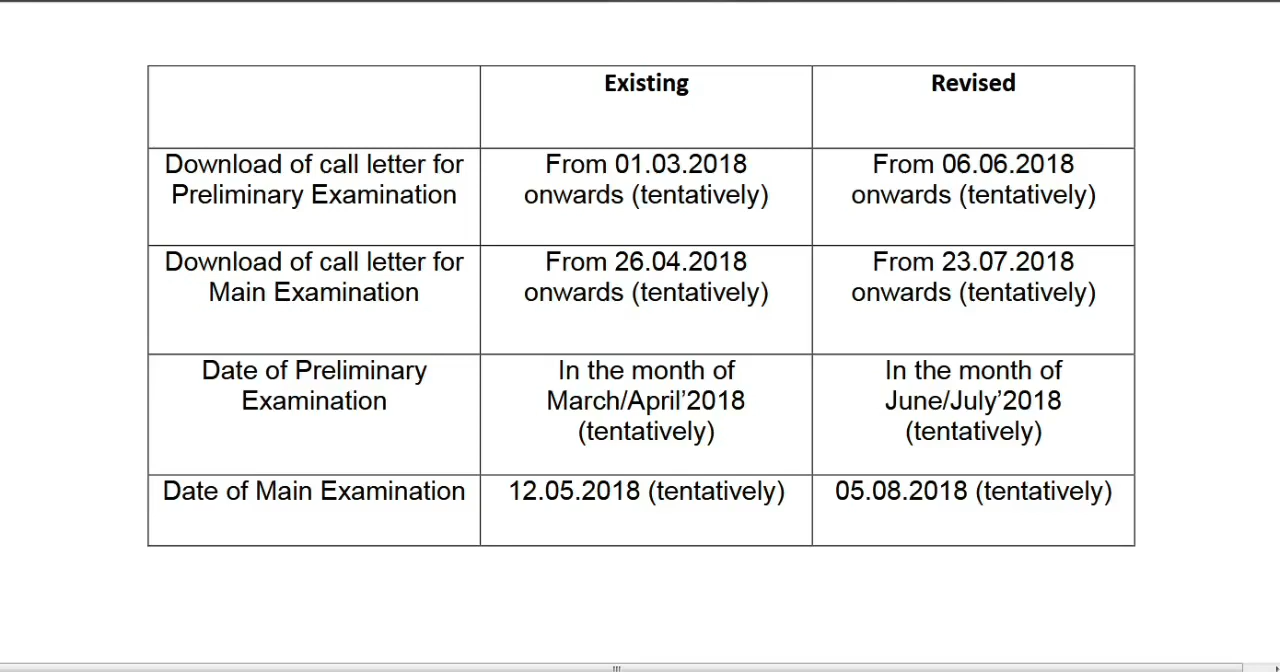 Existing
Revised
Download of call letter for
Preliminary Examination
From 01.03.2018
onwards (tentatively)
From 06.06.2018
onwards (tentatively)
Download of call letter for
Main Examination
From 26.04.2018
onwards (tentatively)
From 23.07.2018
onwards (tentatively)
Date of Preliminary
Examination
In the month of
March/April’2018
(tentatively)
In the month of
June/July’2018
(tentatively)
Date of Main Examination
12.05.2018 (tentatively)
05.08.2018 (tentatively)